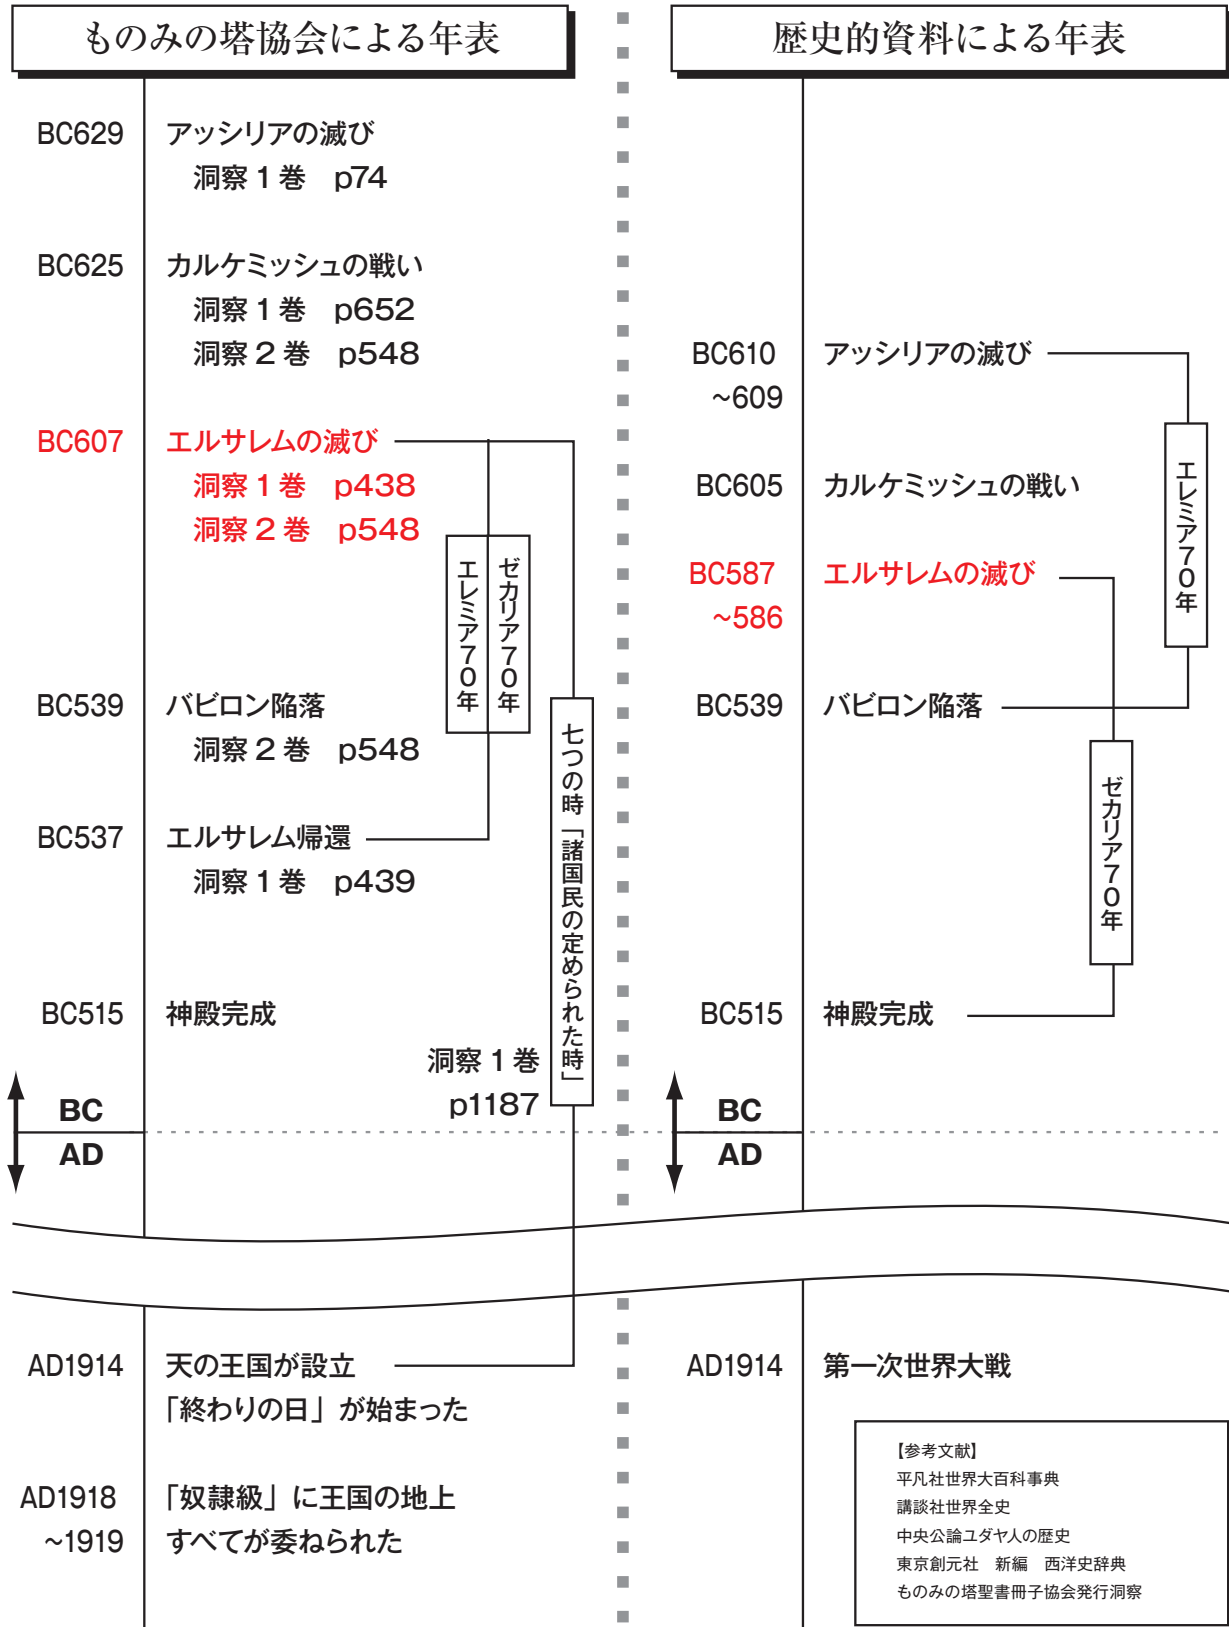 ものみの塔協会による年表
BC629 アッシリアの滅び
洞察 1 巻 p74
BC625 カルケミッシュの戦い
洞察 1 巻 p652
洞察 2 巻 p548
BC607 エルサレムの滅び
洞察 1 巻 p438
洞察 2 巻 p548
エレミア70年
ゼカリア70年
BC539 バビロン陥落
洞察 2 巻 p548
七つの時「諸国民の定められた時」
BC537 エルサレム帰還
洞察 1 巻 p439
BC515 神殿完成
洞察 1 巻
p1187
BC
AD
AD1914 天の王国が設立
「終わりの日」が始まった
AD1918 「奴隷級」に王国の地上
~1919 すべてが委ねられた
歴史的資料による年表
BC610 アッシリアの滅び
~609
エレミア70年
BC605 カルケミッシュの戦い
BC587 エルサレムの滅び
~586
BC539 バビロン陥落
ゼカリア70年
BC515 神殿完成
BC
AD
AD1914 第一次世界大戦
【参考文献】
平凡社世界大百科事典
講談社世界全史
中央公論ユダヤ人の歴史
東京創元社 新編 西洋史辞典
ものみの塔聖書冊子協会発行洞察